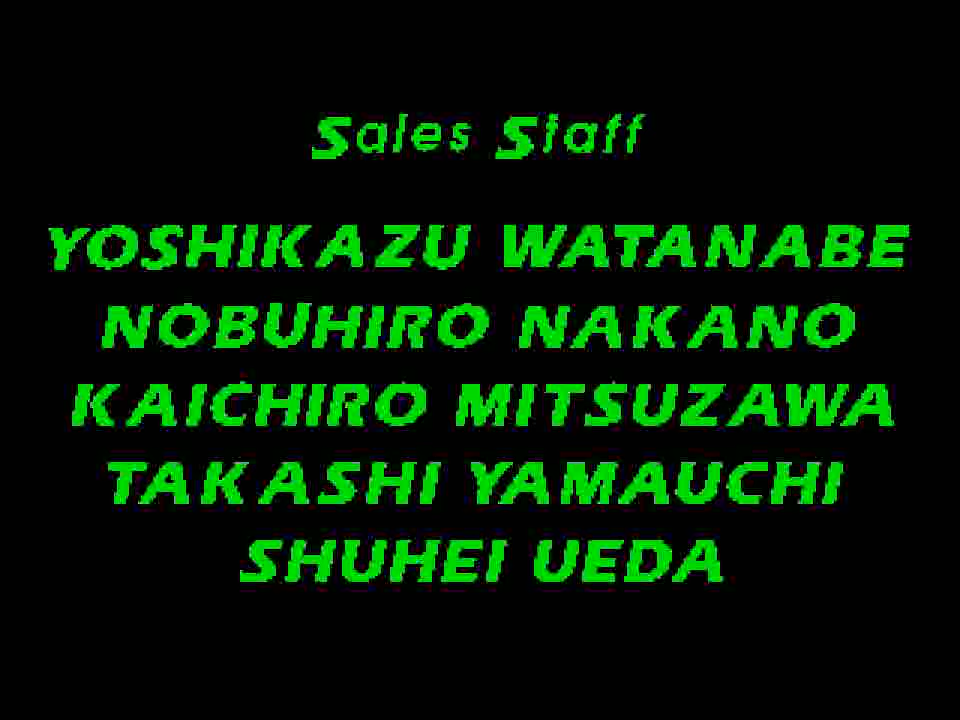 Sales Staff
YOSHIKAZU WATANABE
NOBUHIRO NAKANO
KAICHIRO MITSUZAWA
TAKASHI YAMAUCHI
SHUHEI UEDA